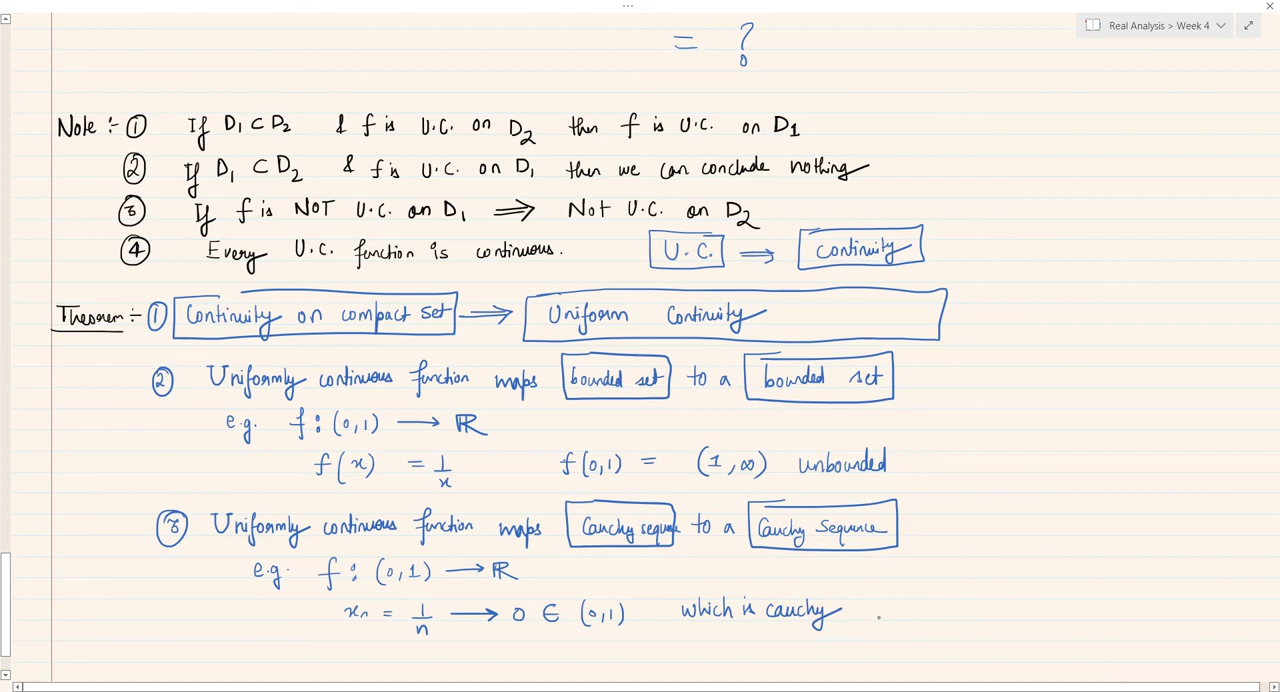 Real Analysis > Week 4
= ?
Note :- ① If D₁ ⊂ D₂ & f is U.C. on D₂ then f is U.C. on D₁
② If D₁ ⊂ D₂ & f is U.C. on D₁ then we can conclude nothing
③ If f is NOT U.C. on D₁ ⟹ Not U.C. on D₂
④ Every U.C. function is continuous. U.C. ⟹ continuity
Theorem :- ① Continuity on compact set ⟹ Uniform Continuity
② Uniformly continuous function maps bounded set to a bounded set
e.g. f : (0,1) ⟶ ℝ
f(x) = 1/x f(0,1) = (1,∞) unbounded
③ Uniformly continuous function maps Cauchy sequence to a Cauchy Sequence
e.g. f : (0,1) ⟶ ℝ
xₙ = 1/n ⟶ 0 ∈ (0,1) which is cauchy